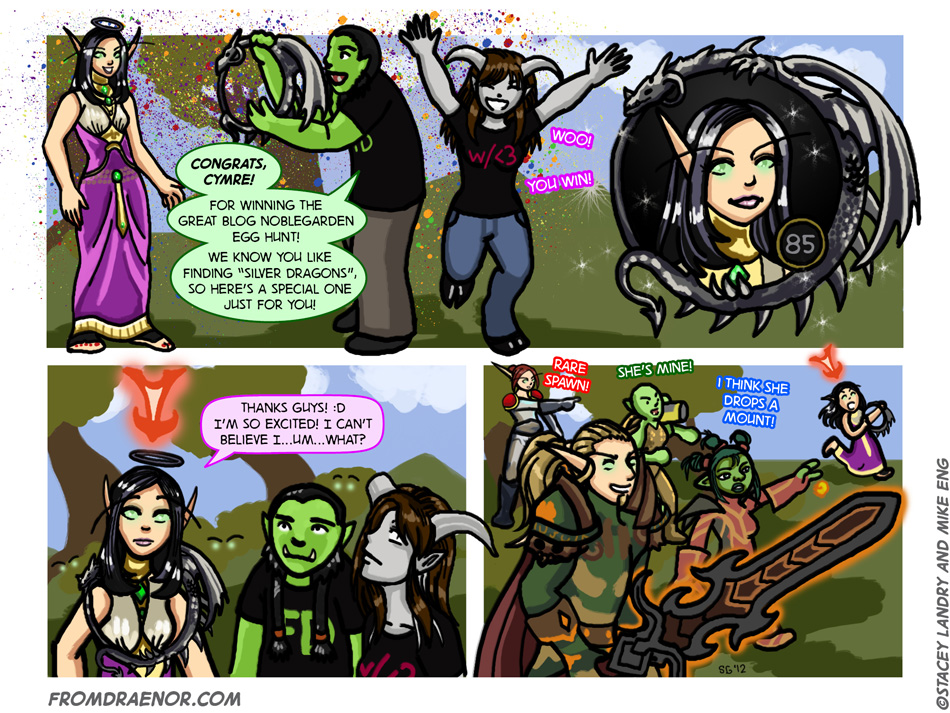 CONGRATS,
CYMRE!
FOR WINNING THE
GREAT BLOG NOBLEGARDEN
EGG HUNT!
WE KNOW YOU LIKE
FINDING "SILVER DRAGONS",
SO HERE'S A SPECIAL ONE
JUST FOR YOU!
W/<3
WOO!
YOU WIN!
85
THANKS GUYS! :D
I'M SO EXCITED! I CAN'T
BELIEVE I...UM...WHAT?
FD
W/<3
RARE
SPAWN!
SHE'S MINE!
I THINK SHE
DROPS A
MOUNT!
SG '12
FROMDRAENOR.COM
©STACEY LANDRY AND MIKE ENG